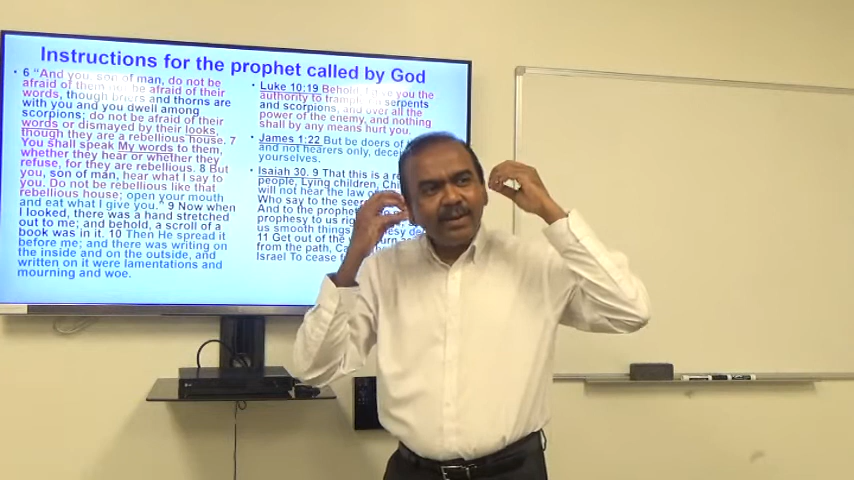 Instructions for the prophet called by God
• 6 "And you, son of man, do not be
afraid of them nor be afraid of their
words, though briers and thorns are
with you and you dwell among
scorpions; do not be afraid of their
words or dismayed by their looks,
though they are a rebellious house. 7
You shall speak My words to them,
whether they hear or whether they
refuse, for they are rebellious. 8 But
you, son of man, hear what I say to
you. Do not be rebellious like that
rebellious house; open your mouth
and eat what I give you." 9 Now when
I looked, there was a hand stretched
out to me; and behold, a scroll of a
book was in it. 10 Then He spread it
before me; and there was writing on
the inside and on the outside, and
written on it were lamentations and
mourning and woe.
• Luke 10:19 Behold, I give you the
authority to trample on serpents
and scorpions, and over all the
power of the enemy, and nothing
shall by any means hurt you.
• James 1:22 But be doers of
and not hearers only,
yourselves.
• Isaiah 30. 9 That this is a
people, Lying children,
will not hear the law
Who say to the
And to the
prophesy to us
us smooth things,
11 Get out of the
from the path,
Israel To cease